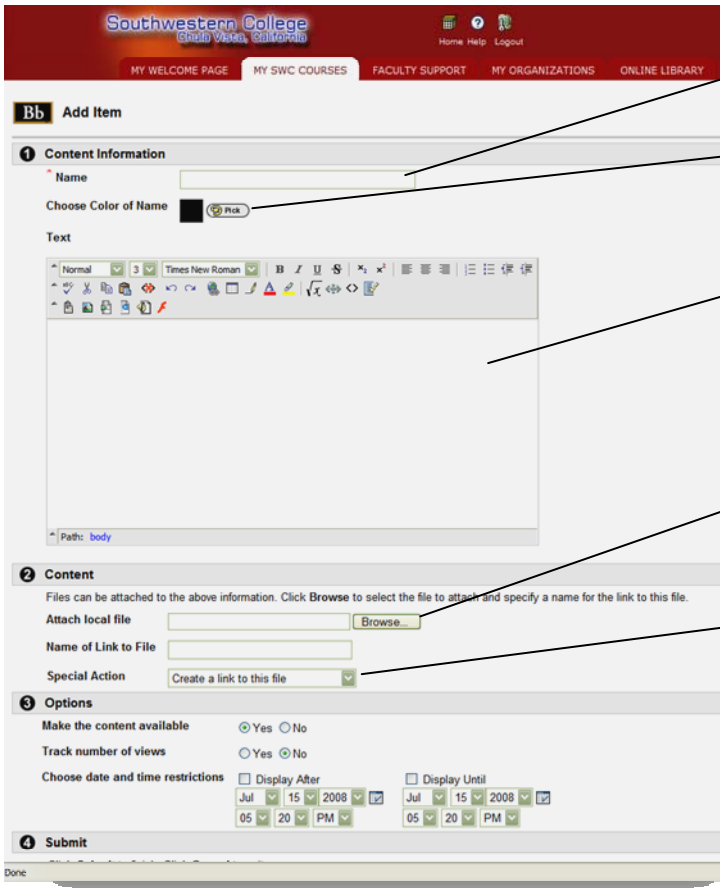 Southwestern College
Chula Vista, California
Home Help Logout
MY WELCOME PAGE MY SWC COURSES FACULTY SUPPORT MY ORGANIZATIONS ONLINE LIBRARY
Bb Add Item
1 Content Information
* Name
Choose Color of Name Pick
Text
Normal 3 Times New Roman B I U S x₂ x²
Path: body
2 Content
Files can be attached to the above information. Click Browse to select the file to attach and specify a name for the link to this file.
Attach local file Browse...
Name of Link to File
Special Action Create a link to this file
3 Options
Make the content available Yes No
Track number of views Yes No
Choose date and time restrictions Display After Display Until
Jul 15 2008 Jul 15 2008
05 20 PM 05 20 PM
4 Submit
Done